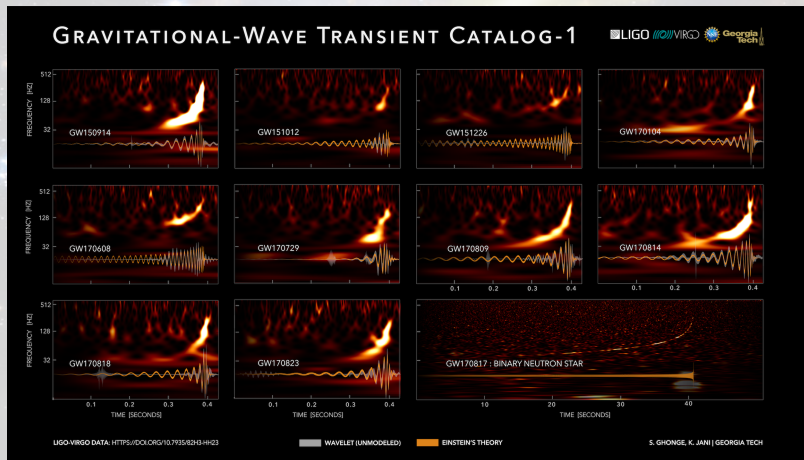 GRAVITATIONAL-WAVE TRANSIENT CATALOG-1
LIGO VIRGO NSF Georgia Tech
FREQUENCY [HZ]
512
128
32
GW150914
GW151012
GW151226
GW170104
FREQUENCY [HZ]
512
128
32
GW170608
GW170729
GW170809
GW170814
0.1 0.2 0.3 0.4
0.1 0.2 0.3 0.4
FREQUENCY [HZ]
512
128
32
GW170818
GW170823
GW170817 : BINARY NEUTRON STAR
0.1 0.2 0.3 0.4
0.1 0.2 0.3 0.4
10 20 30 40
TIME [SECONDS]
TIME [SECONDS]
TIME [SECONDS]
LIGO-VIRGO DATA: HTTPS://DOI.ORG/10.7935/82H3-HH23
WAVELET (UNMODELED)
EINSTEIN'S THEORY
S. GHONGE, K. JANI | GEORGIA TECH